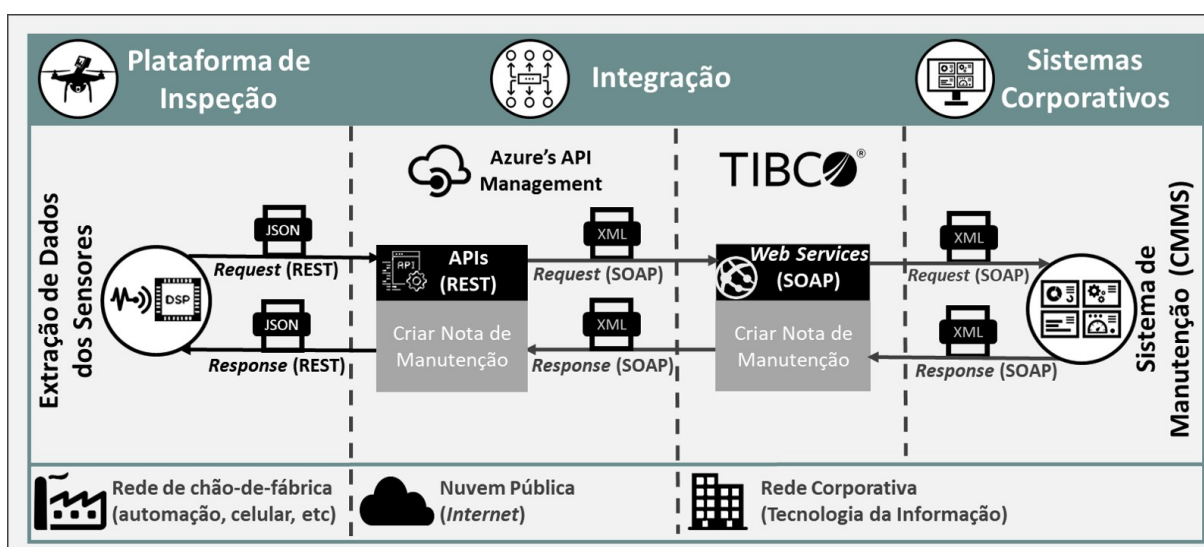 Plataforma de
Inspeção
Integração
Sistemas
Corporativos
Extração de Dados
dos Sensores
Azure's API
Management
TIBCO®
JSON
Request (REST)
DSP
JSON
Response (REST)
API
APIs
(REST)
Criar Nota de
Manutenção
XML
Request (SOAP)
XML
Response (SOAP)
Web Services
(SOAP)
Criar Nota de
Manutenção
XML
Request (SOAP)
XML
Response (SOAP)
Sistema de
Manutenção (CMMS)
Rede de chão-de-fábrica
(automação, celular, etc)
Nuvem Pública
(Internet)
Rede Corporativa
(Tecnologia da Informação)